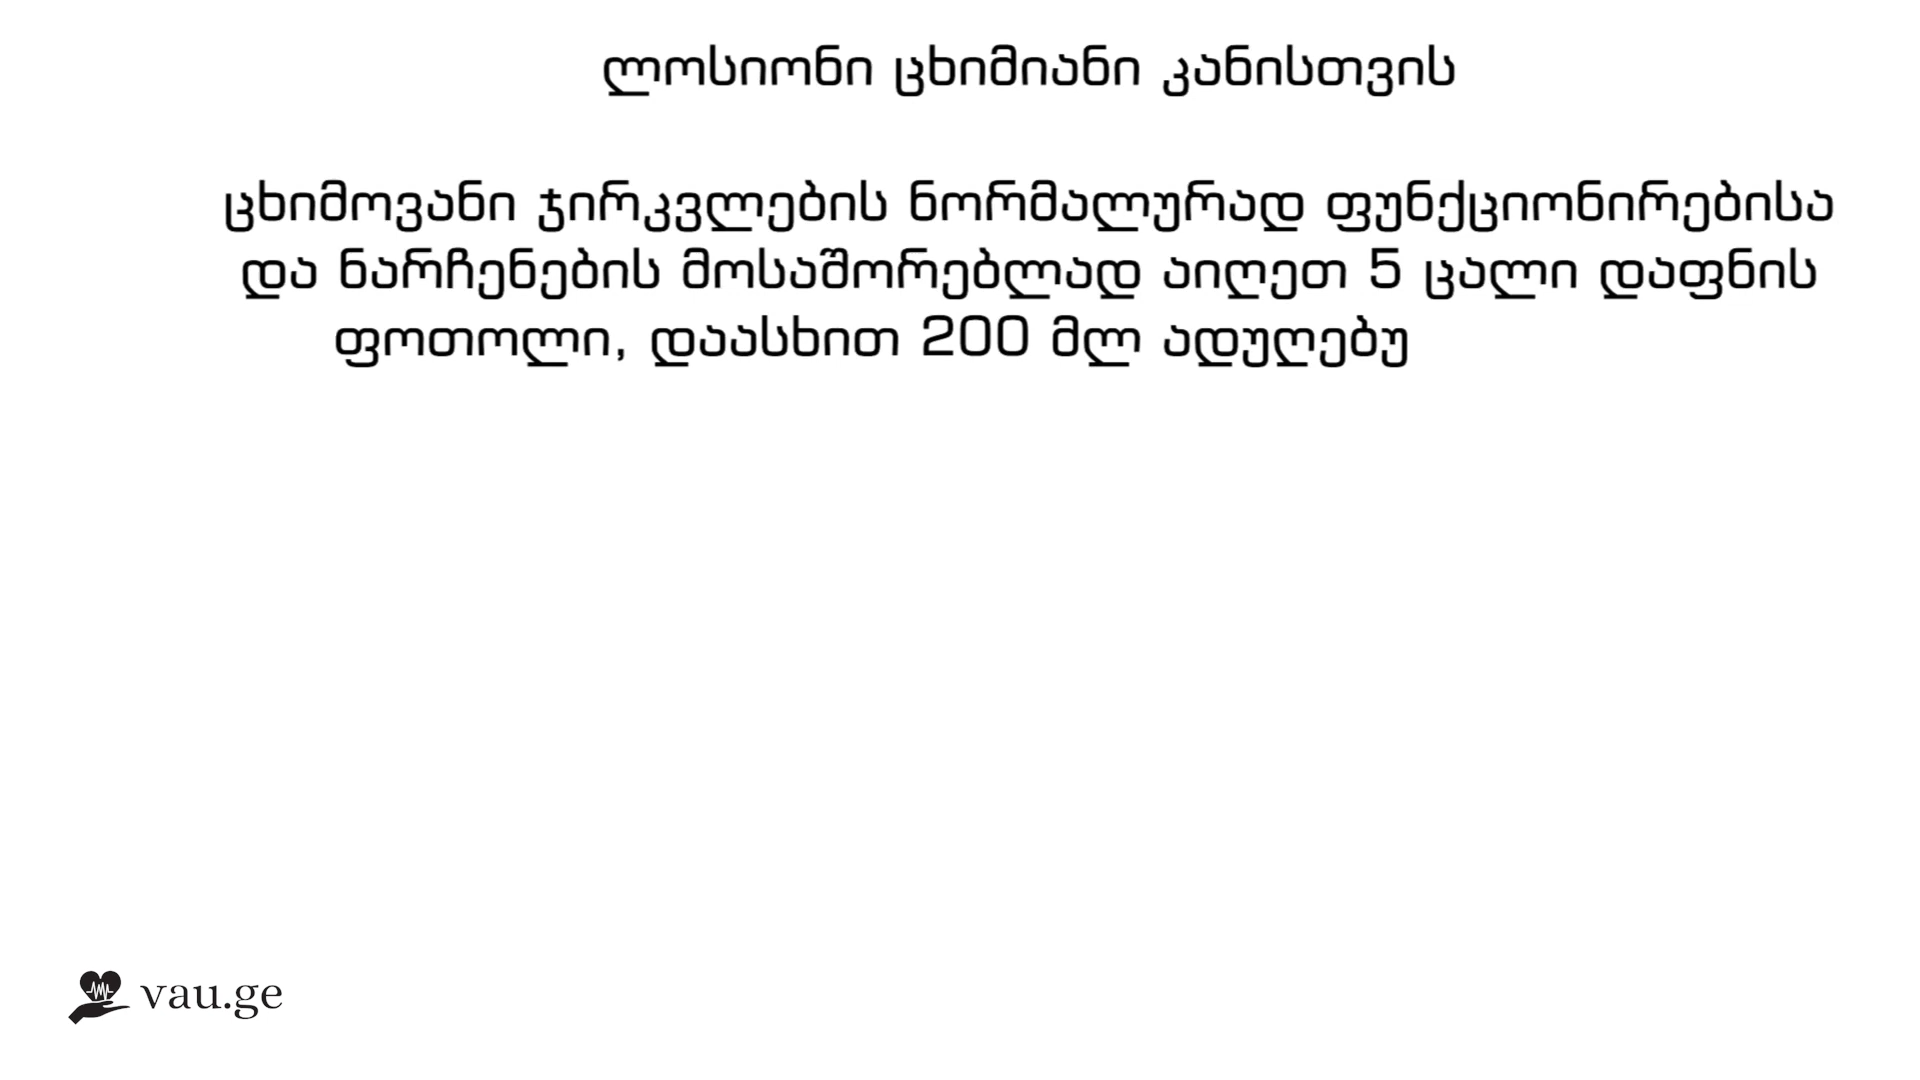 ლოსიონი ცხიმიანი კანისთვის
ცხიმოვანი ჯირკვლების ნორმალურად ფუნქციონირებისა
და ნარჩენების მოსაშორებლად აიღეთ 5 ცალი დაფნის
ფოთოლი, დაასხით 200 მლ ადუღებუ
vau.ge